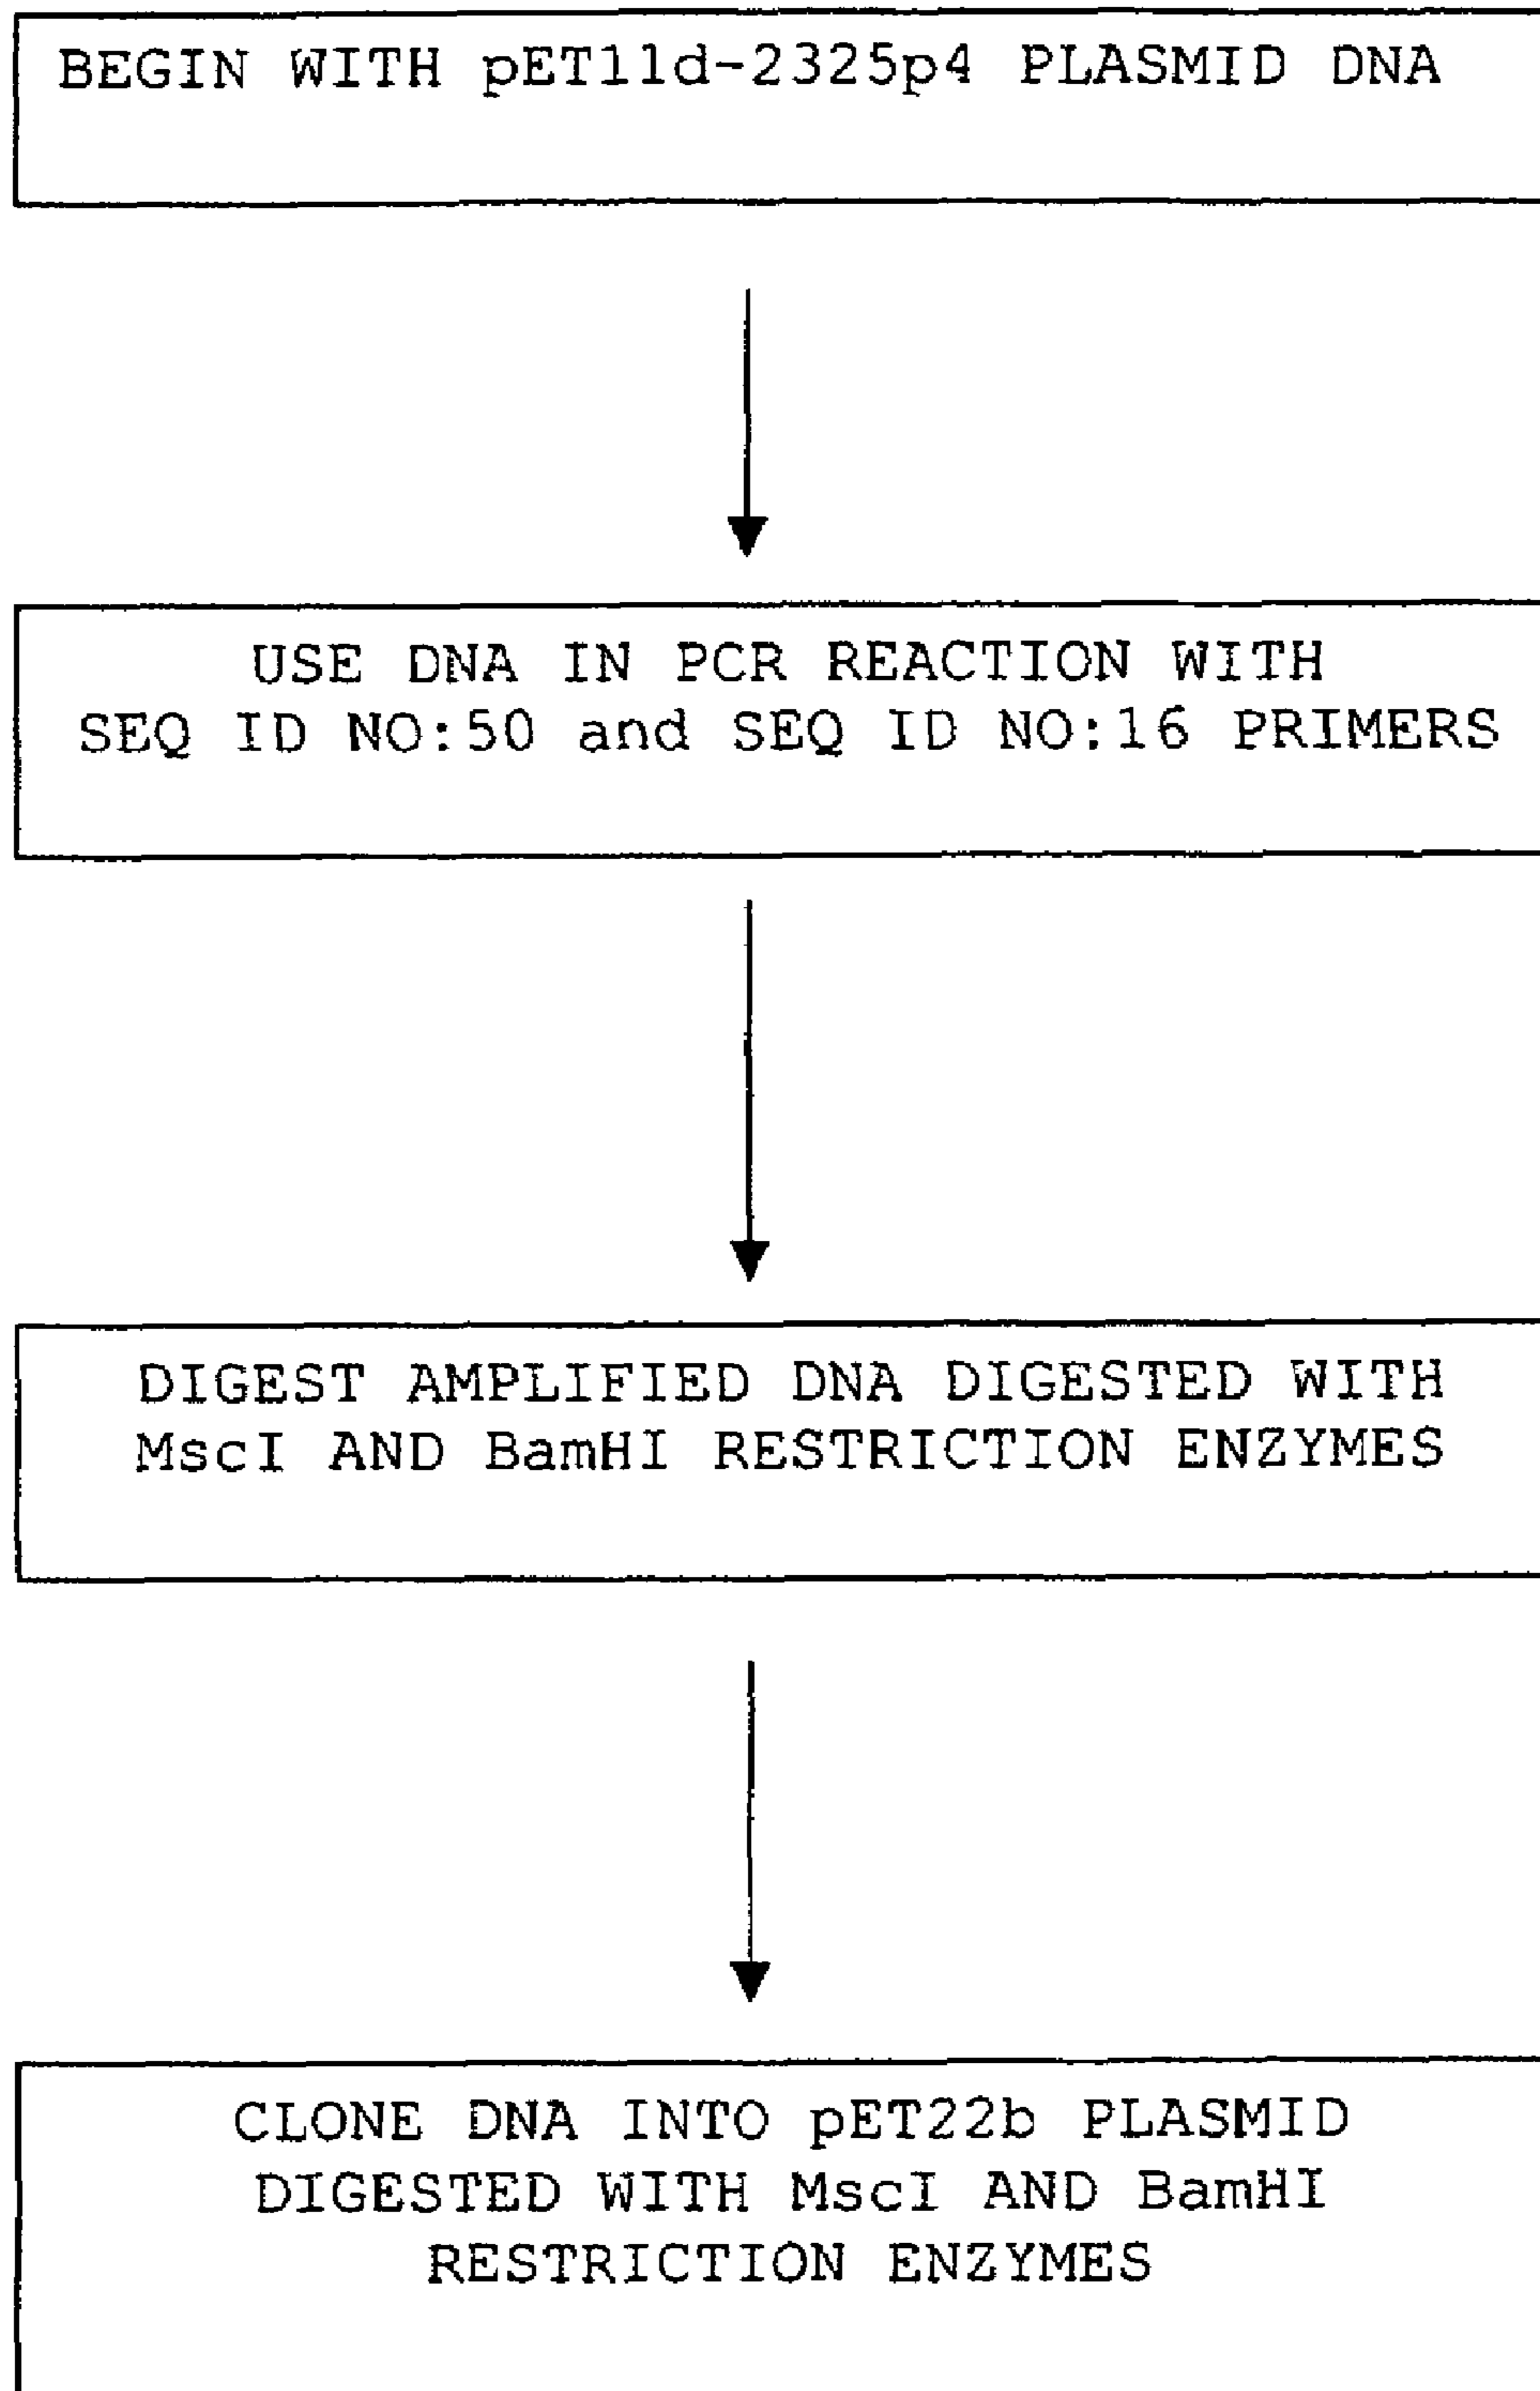 BEGIN WITH pET11d-2325p4 PLASMID DNA
USE DNA IN PCR REACTION WITH
SEQ ID NO:50 and SEQ ID NO:16 PRIMERS
DIGEST AMPLIFIED DNA DIGESTED WITH
MscI AND BamHI RESTRICTION ENZYMES
CLONE DNA INTO pET22b PLASMID
DIGESTED WITH MscI AND BamHI
RESTRICTION ENZYMES